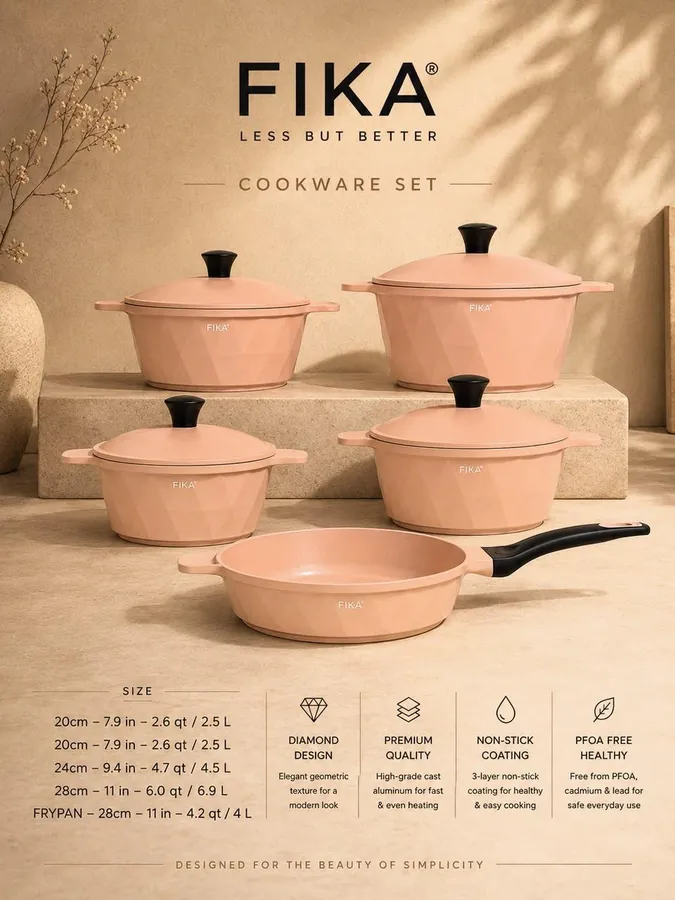 FIKA®
LESS BUT BETTER
COOKWARE SET
FIKA®
FIKA®
FIKA®
FIKA®
FIKA®
SIZE
20cm – 7.9 in – 2.6 qt / 2.5 L
20cm – 7.9 in – 2.6 qt / 2.5 L
24cm – 9.4 in – 4.7 qt / 4.5 L
28cm – 11 in – 6.0 qt / 6.9 L
FRYPAN – 28cm – 11 in – 4.2 qt / 4 L
DIAMOND
DESIGN
Elegant geometric
texture for a
modern look
PREMIUM
QUALITY
High-grade cast
aluminum for fast
& even heating
NON-STICK
COATING
3-layer non-stick
coating for healthy
& easy cooking
PFOA FREE
HEALTHY
Free from PFOA,
cadmium & lead for
safe everyday use
DESIGNED FOR THE BEAUTY OF SIMPLICITY